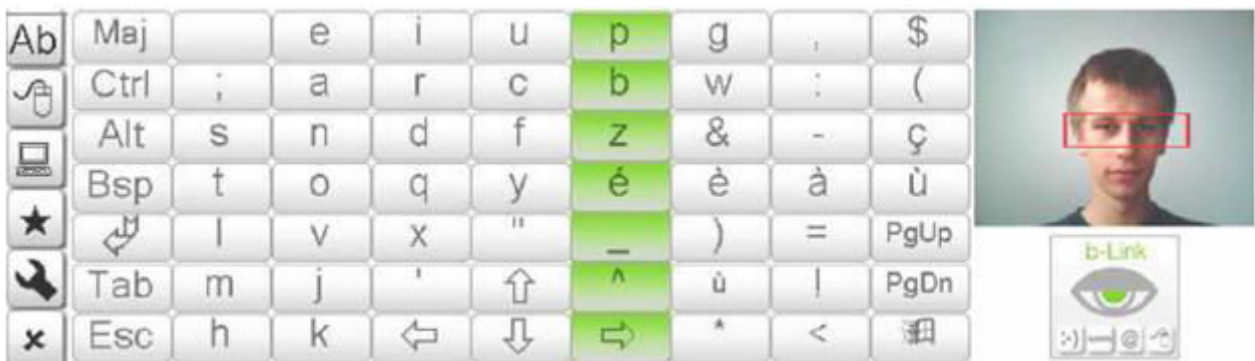 Ab Maj e i u p g , $
Ctrl ; a r c b w : (
Alt s n d f z & - ç
Bsp t o q y é è à ù
l v x " _ ) = PgUp
Tab m j ' ^ ù ! PgDn
Esc h k * <
b-Link
:-) @